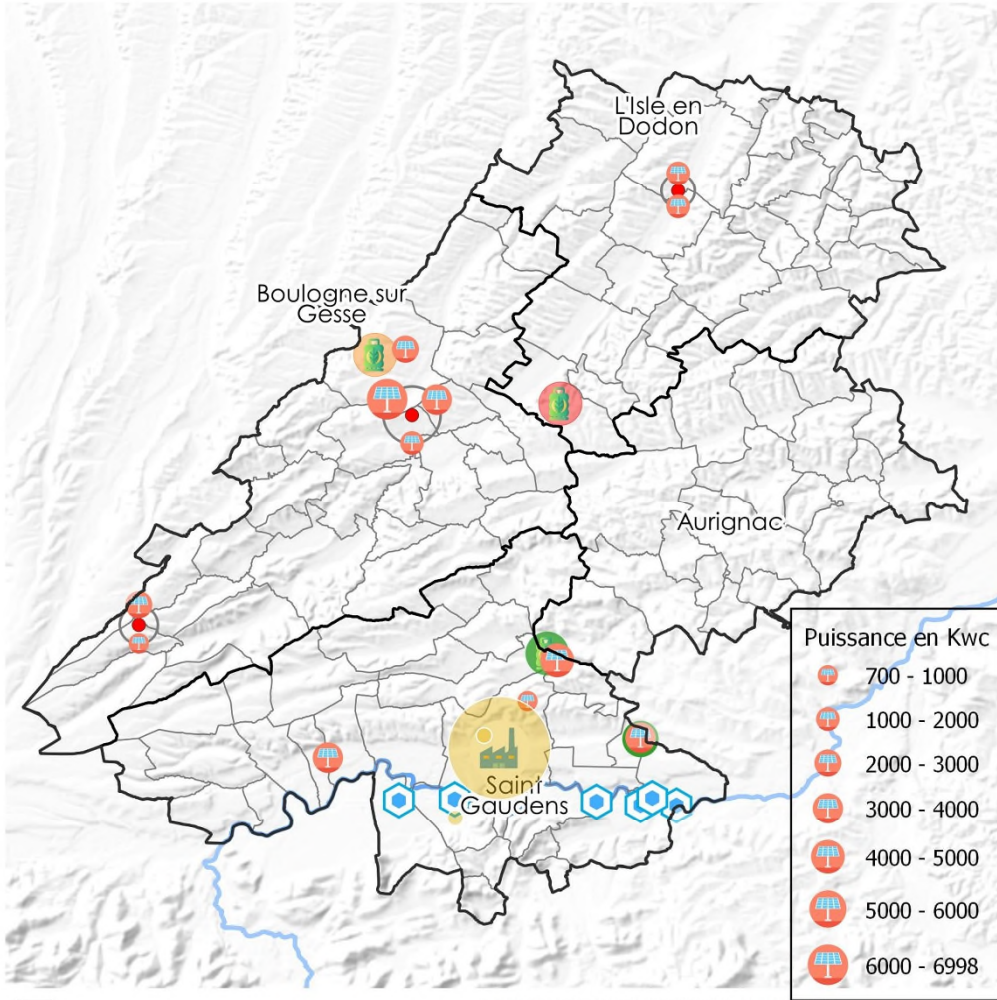 L'Isle en
Dodon
Boulogne sur
Gesse
Aurignac
Saint
Gaudens
Puissance en Kwc
700 - 1000
1000 - 2000
2000 - 3000
3000 - 4000
4000 - 5000
5000 - 6000
6000 - 6998